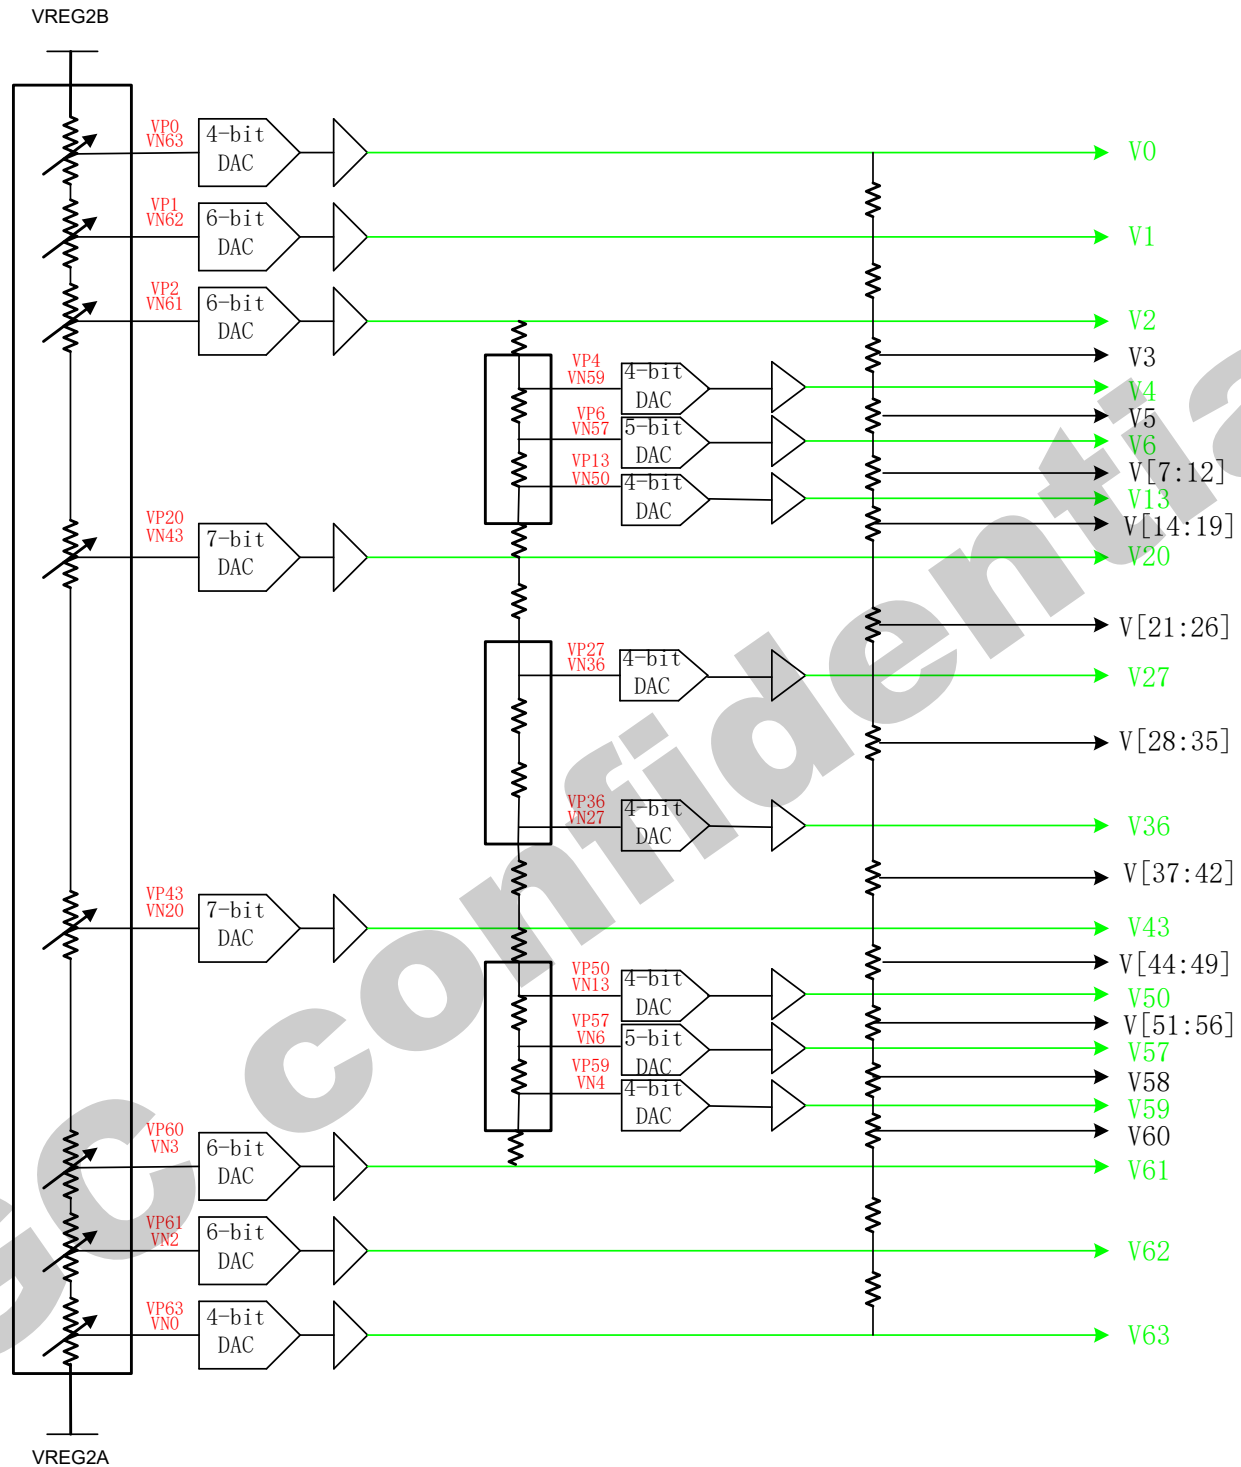 VREG2B
VP0
VN63
4-bit
DAC
V0
VP1
VN62
6-bit
DAC
V1
VP2
VN61
6-bit
DAC
V2
V3
VP4
VN59
4-bit
DAC
V4
V5
VP6
VN57
5-bit
DAC
V6
V[7:12]
VP13
VN50
4-bit
DAC
V13
V[14:19]
VP20
VN43
7-bit
DAC
V20
V[21:26]
VP27
VN36
4-bit
DAC
V27
V[28:35]
VP36
VN27
4-bit
DAC
V36
V[37:42]
VP43
VN20
7-bit
DAC
V43
V[44:49]
VP50
VN13
4-bit
DAC
V50
V[51:56]
VP57
VN6
5-bit
DAC
V57
V58
VP59
VN4
4-bit
DAC
V59
V60
VP60
VN3
6-bit
DAC
V61
VP61
VN2
6-bit
DAC
V62
VP63
VN0
4-bit
DAC
V63
VREG2A
GC confidentia